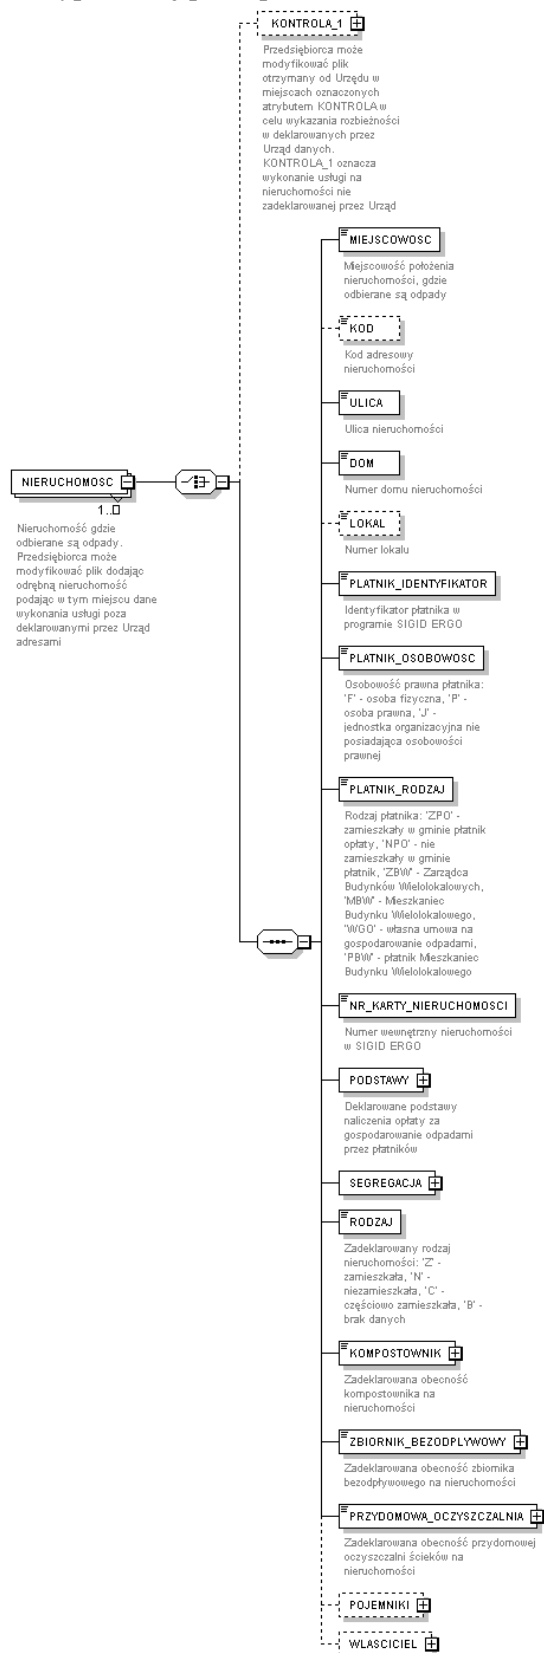 KONTROLA_1
Przedsiębiorca może
modyfikować plik
otrzymany od Urzędu w
miejscach oznaczonych
atrybutem KONTROLA w
celu wykazania rozbieżności
w deklarowanych przez
Urząd danych.
KONTROLA_1 oznacza
wykonanie usługi na
nieruchomości nie
zadeklarowanej przez Urząd
MIEJSCOWOSC
Miejscowość położenia
nieruchomości, gdzie
odbierane są odpady
KOD
Kod adresowy
nieruchomości
ULICA
Ulica nieruchomości
DOM
Numer domu nieruchomości
NIERUCHOMOSC
1..
Nieruchomość gdzie
odbierane są odpady.
Przedsiębiorca może
modyfikować plik dodając
odrębną nieruchomość
podając w tym miejscu dane
wykonania usługi poza
deklarowanymi przez Urząd
adresami
LOKAL
Numer lokalu
PLATNIK_IDENTYFIKATOR
Identyfikator płatnika w
programie SIGID ERGO
PLATNIK_OSOBOWOSC
Osobowość prawna płatnika:
'F' - osoba fizyczna, 'P' -
osoba prawna, 'J' -
jednostka organizacyjna nie
posiadająca osobowości
prawnej
PLATNIK_RODZAJ
Rodzaj płatnika: 'ZPO' -
zamieszkały w gminie płatnik
opłaty, 'NPO' - nie
zamieszkały w gminie
płatnik, 'ZBW' - Zarządca
Budynków Wielolokalowych,
'MBW' - Mieszkaniec
Budynku Wielolokalowego,
'WGO' - własna umowa na
gospodarowanie odpadami,
'PBW' - płatnik Mieszkaniec
Budynku Wielolokalowego
NR_KARTY_NIERUCHOMOSCI
Numer wewnętrzny nieruchomości
w SIGID ERGO
PODSTAWY
Deklarowane podstawy
naliczenia opłaty za
gospodarowanie odpadami
przez płatników
SEGREGACJA
RODZAJ
Zadeklarowany rodzaj
nieruchomości: 'Z' -
zamieszkała, 'N' -
niezamieszkała, 'C' -
częściowo zamieszkała, 'B' -
brak danych
KOMPOSTOWNIK
Zadeklarowana obecność
kompostownika na
nieruchomości
ZBIORNIK_BEZODPLYWOWY
Zadeklarowana obecność zbiornika
bezodpływowego na nieruchomości
PRZYDOMOWA_OCZYSZCZALNIA
Zadeklarowana obecność przydomowej
oczyszczalni ścieków na
nieruchomości
POJEMNIKI
WLASCICIEL